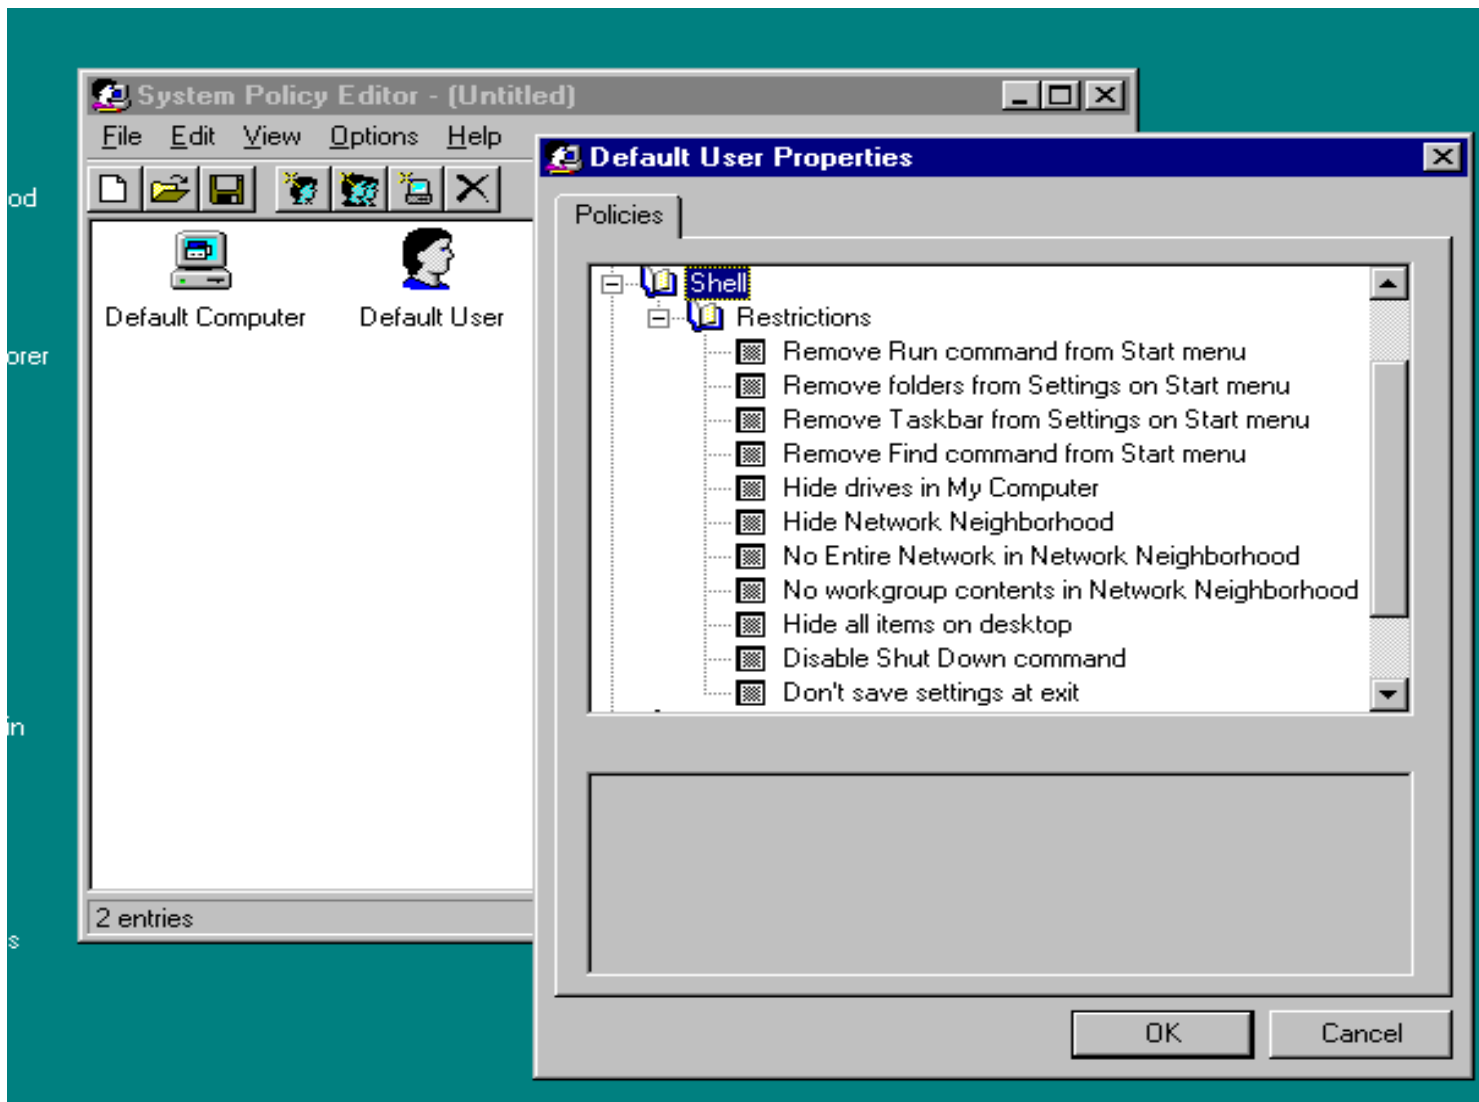 System Policy Editor - (Untitled)
File Edit View Options Help
Default Computer Default User
2 entries
Default User Properties
Policies
Shell
Restrictions
Remove Run command from Start menu
Remove folders from Settings on Start menu
Remove Taskbar from Settings on Start menu
Remove Find command from Start menu
Hide drives in My Computer
Hide Network Neighborhood
No Entire Network in Network Neighborhood
No workgroup contents in Network Neighborhood
Hide all items on desktop
Disable Shut Down command
Don't save settings at exit
OK Cancel
od
orer
in
s